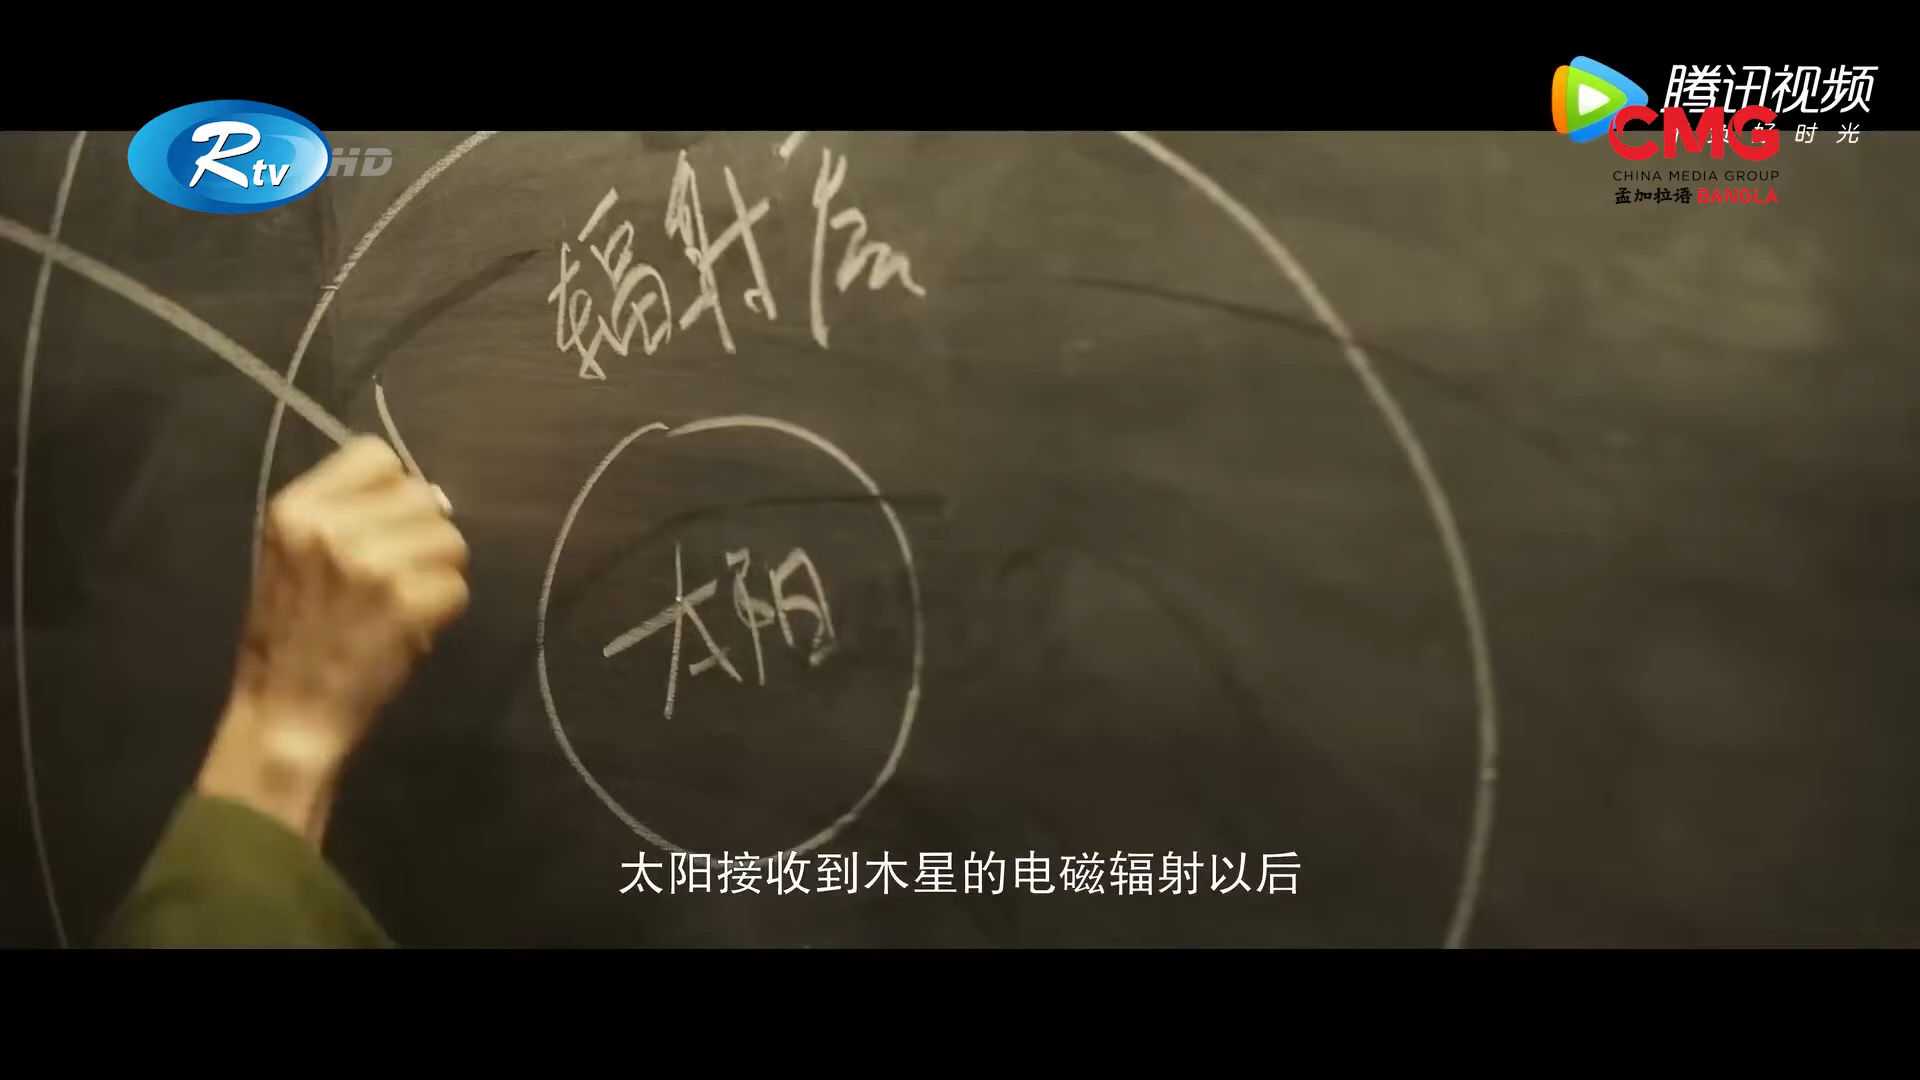 Rtv HD
腾讯视频
CMG
时光
CHINA MEDIA GROUP
孟加拉语 BANGLA
辐射层
太阳
太阳接收到木星的电磁辐射以后